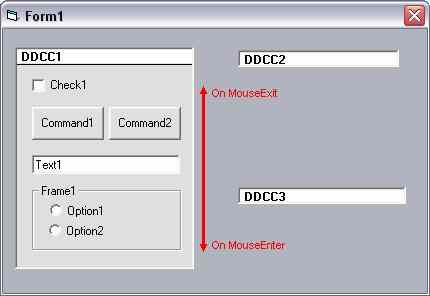 Form1
DDCC1
Check1
Command1 Command2
Text1
Frame1
Option1
Option2
DDCC2
On MouseExit
DDCC3
On MouseEnter